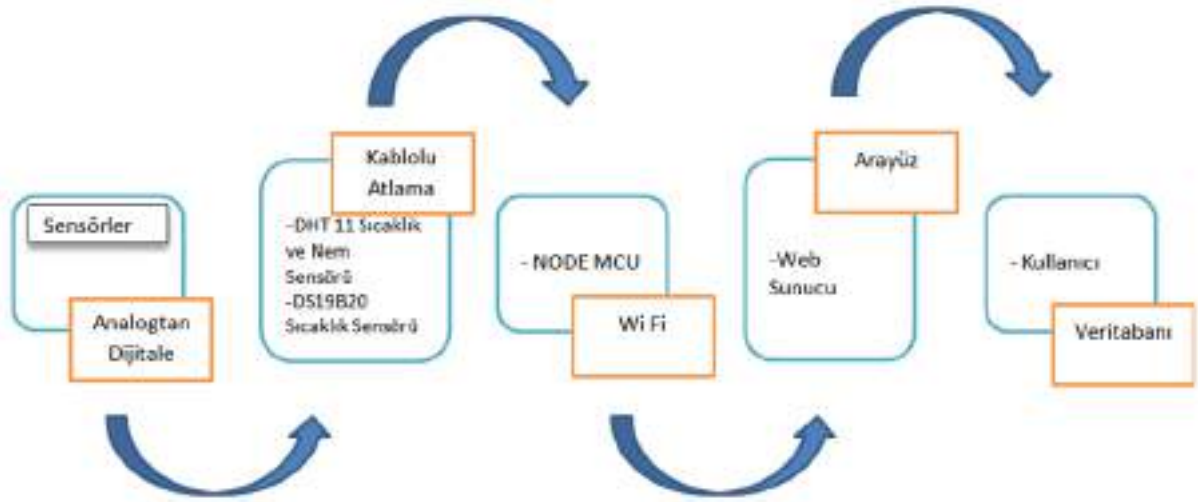 Sensörler
Analogtan
Dijitale
Kablolu
Atlama
-DHT 11 Sıcaklık
ve Nem
Sensörü
-DS19B20
Sıcaklık Sensörü
- NODE MCU
Wi Fi
Arayüz
-Web
Sunucu
- Kullanıcı
Veritabanı